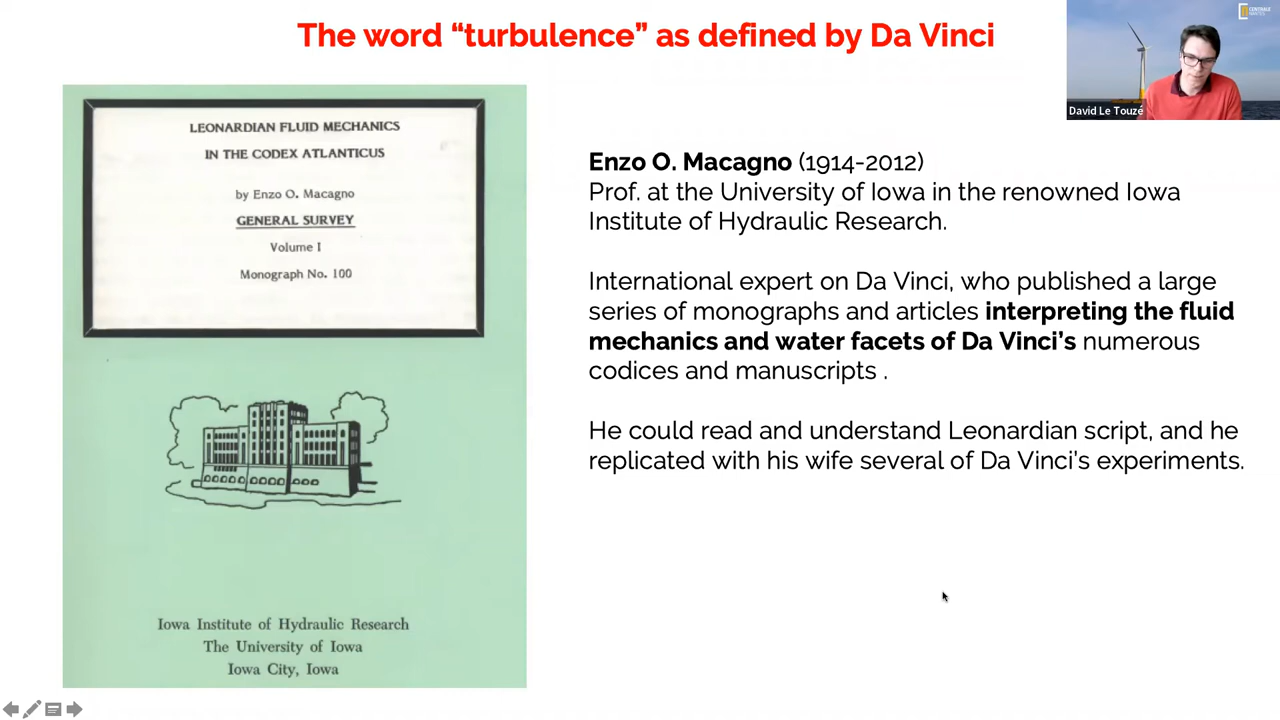 The word “turbulence” as defined by Da Vinci
CENTRALE
NANTES
David Le Touzé
LEONARDIAN FLUID MECHANICS
IN THE CODEX ATLANTICUS
by Enzo O. Macagno
GENERAL SURVEY
Volume I
Monograph No. 100
Iowa Institute of Hydraulic Research
The University of Iowa
Iowa City, Iowa
Enzo O. Macagno (1914-2012)
Prof. at the University of Iowa in the renowned Iowa
Institute of Hydraulic Research.
International expert on Da Vinci, who published a large
series of monographs and articles interpreting the fluid
mechanics and water facets of Da Vinci’s numerous
codices and manuscripts .
He could read and understand Leonardian script, and he
replicated with his wife several of Da Vinci’s experiments.